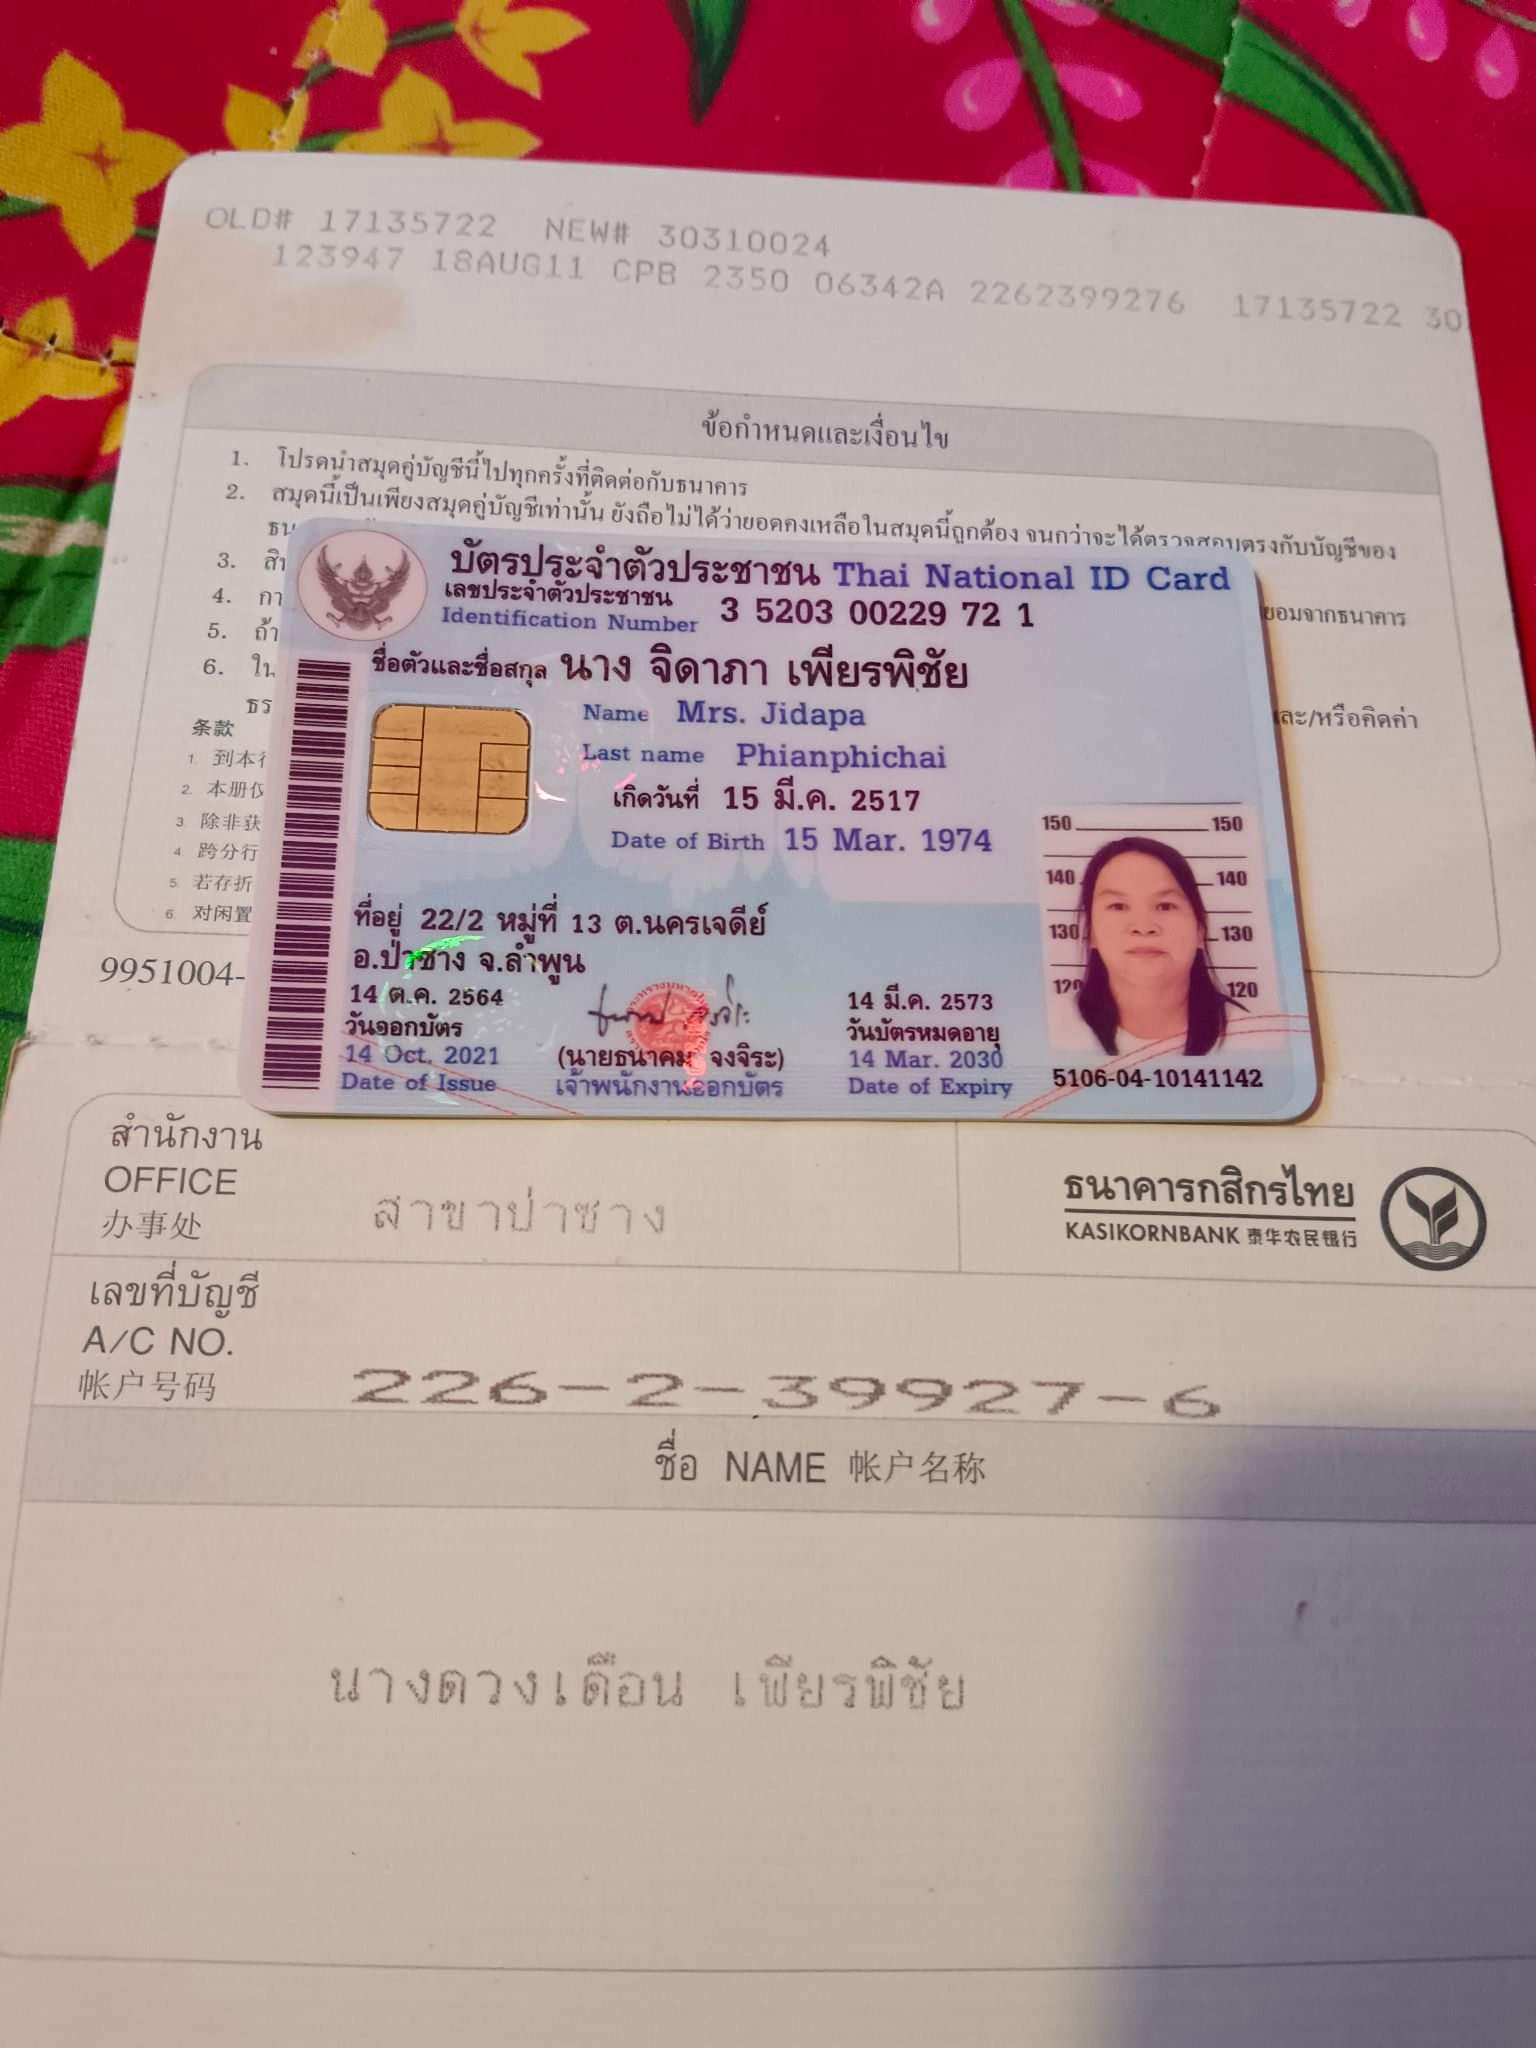 OLD# 17135722 NEW# 30310024
123947 18AUG11 CPB 2350 06342A 2262399276 17135722 30
ข้อกำหนดและเงื่อนไข
1. โปรดนำสมุดคู่บัญชีนี้ไปทุกครั้งที่ติดต่อกับธนาคาร
2. สมุดนี้เป็นเพียงสมุดคู่บัญชีเท่านั้น ยังถือไม่ได้ว่ายอดคงเหลือในสมุดนี้ถูกต้อง จนกว่าจะได้ตรวจสอบตรงกับบัญชีของ
3.
4.
ยอมจากธนาคาร
5. ถ้า
6. ใน
และ/หรือคิดค่า
条款
1. 到本行
2. 本册仅
3. 除非获
4. 跨分行
5. 若存折
6. 对闲置
9951004-
บัตรประจำตัวประชาชน Thai National ID Card
เลขประจำตัวประชาชน
Identification Number 3 5203 00229 72 1
ชื่อตัวและชื่อสกุล นาง จิดาภา เพียรพิชัย
Name Mrs. Jidapa
Last name Phianphichai
เกิดวันที่ 15 มี.ค. 2517
Date of Birth 15 Mar. 1974
150 150
140 140
130 130
120 120
ที่อยู่ 22/2 หมู่ที่ 13 ต.นครเจดีย์
อ.ป่าซาง จ.ลำพูน
14 ต.ค. 2564
วันออกบัตร
14 Oct. 2021
Date of Issue
(นายธนาคม จงจิระ)
เจ้าพนักงานออกบัตร
14 มี.ค. 2573
วันบัตรหมดอายุ
14 Mar. 2030
Date of Expiry
5106-04-10141142
สำนักงาน
OFFICE
办事处
สาขาป่าซาง
ธนาคารกสิกรไทย
KASIKORNBANK 泰华农民银行
เลขที่บัญชี
A/C NO.
帐户号码
226-2-39927-6
ชื่อ NAME 帐户名称
นางดวงเดือน เพียรพิชัย